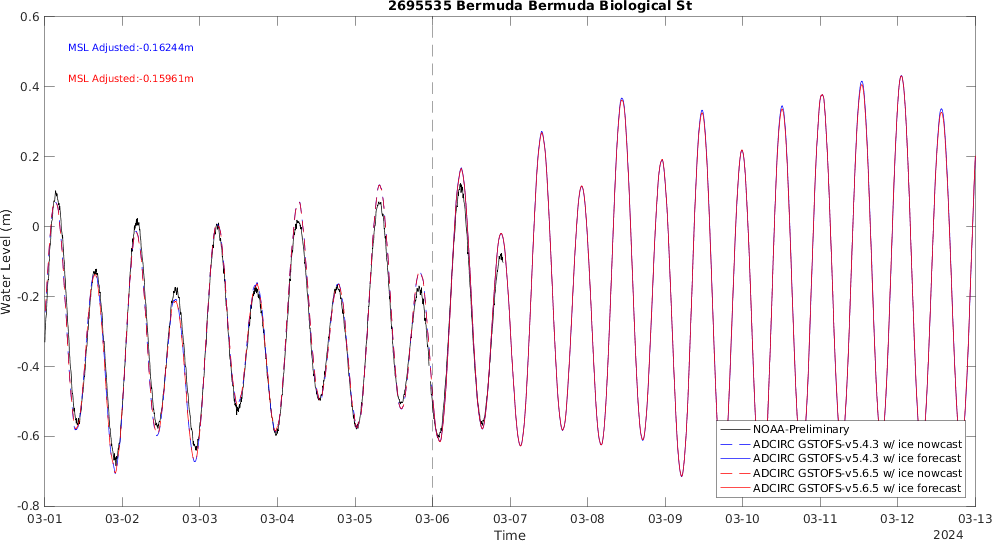 2695535 Bermuda Bermuda Biological St
MSL Adjusted:-0.16244m
MSL Adjusted:-0.15961m
Water Level (m)
0.6
0.4
0.2
0
-0.2
-0.4
-0.6
-0.8
NOAA-Preliminary
ADCIRC GSTOFS-v5.4.3 w/ ice nowcast
ADCIRC GSTOFS-v5.4.3 w/ ice forecast
ADCIRC GSTOFS-v5.6.5 w/ ice nowcast
ADCIRC GSTOFS-v5.6.5 w/ ice forecast
03-01 03-02 03-03 03-04 03-05 03-06 03-07 03-08 03-09 03-10 03-11 03-12 03-13
Time
2024